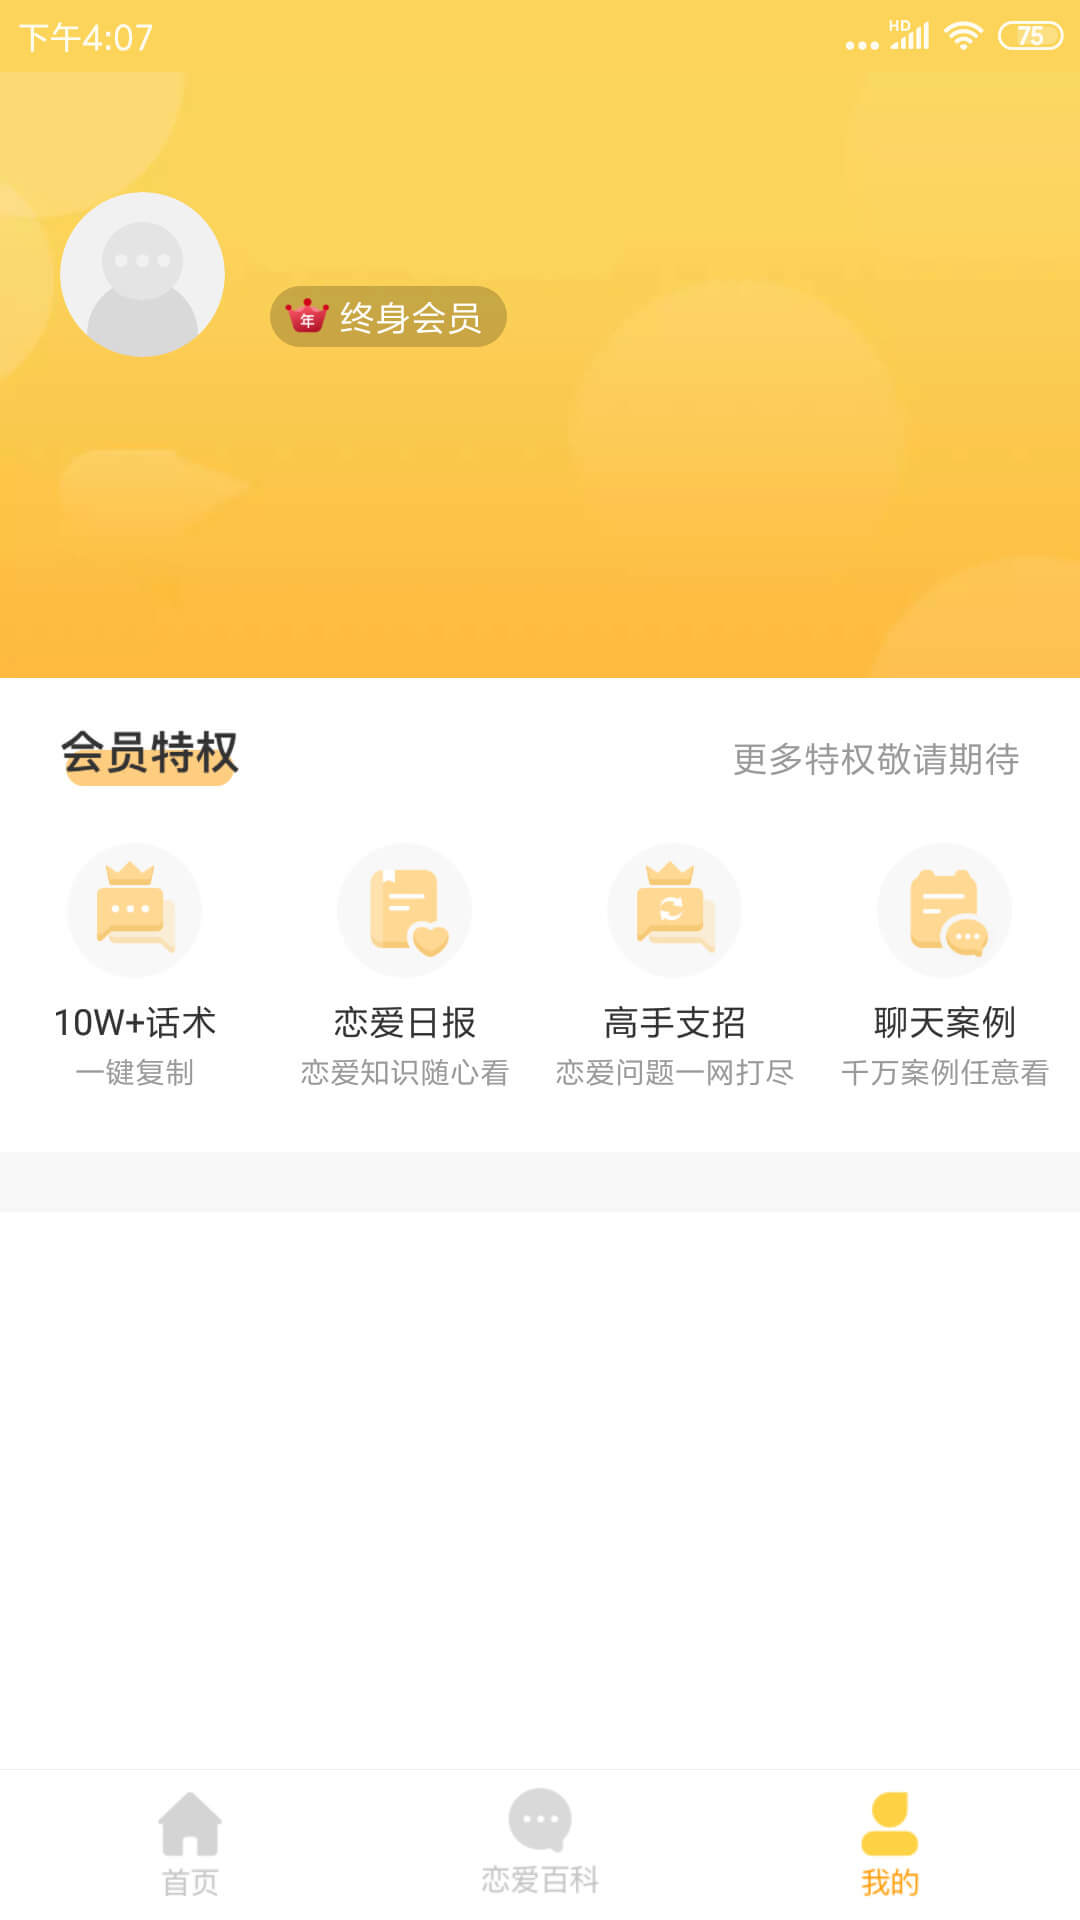 下午4:07
HD
75
年 终身会员
会员特权
更多特权敬请期待
10W+话术
恋爱日报
高手支招
聊天案例
一键复制
恋爱知识随心看
恋爱问题一网打尽
千万案例任意看
首页
恋爱百科
我的